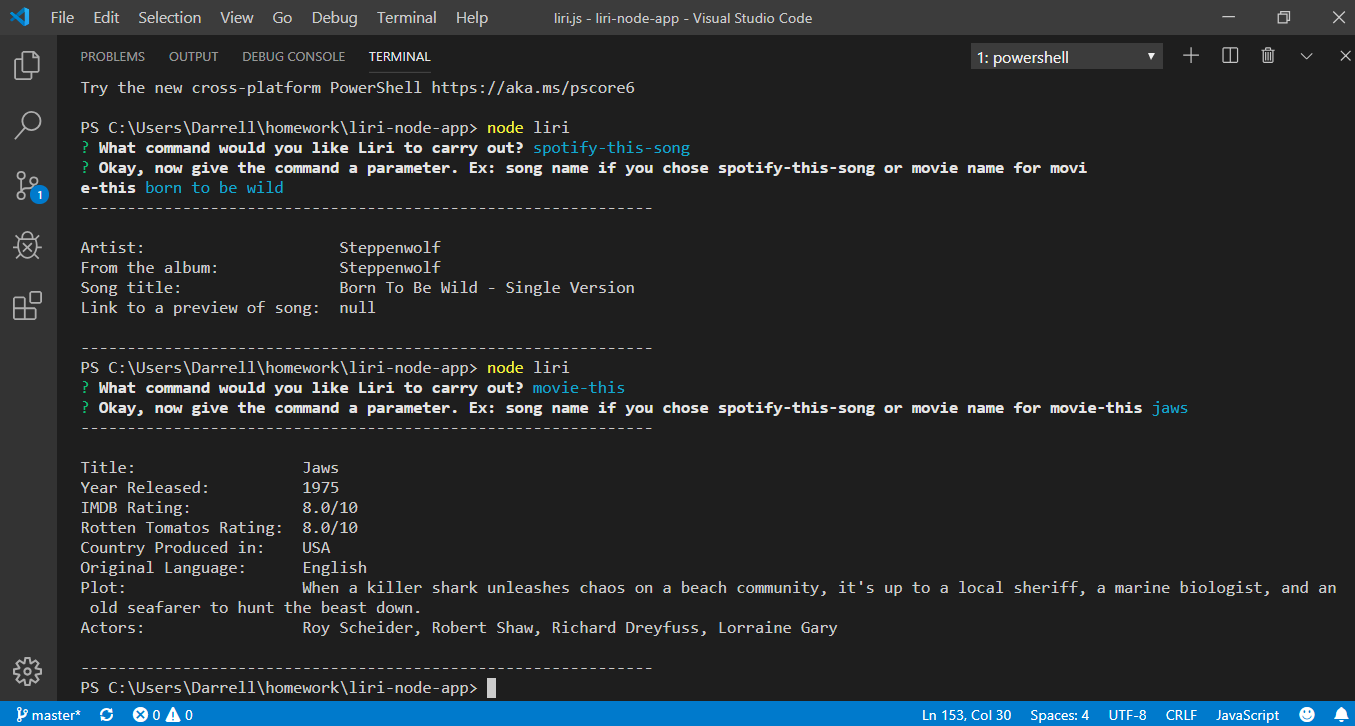 File Edit Selection View Go Debug Terminal Help liri.js - liri-node-app - Visual Studio Code
PROBLEMS OUTPUT DEBUG CONSOLE TERMINAL 1: powershell
Try the new cross-platform PowerShell https://aka.ms/pscore6
PS C:\Users\Darrell\homework\liri-node-app> node liri
? What command would you like Liri to carry out? spotify-this-song
? Okay, now give the command a parameter. Ex: song name if you chose spotify-this-song or movie name for movi
e-this born to be wild
--------------------------------------------------------------
Artist: Steppenwolf
From the album: Steppenwolf
Song title: Born To Be Wild - Single Version
Link to a preview of song: null
--------------------------------------------------------------
PS C:\Users\Darrell\homework\liri-node-app> node liri
? What command would you like Liri to carry out? movie-this
? Okay, now give the command a parameter. Ex: song name if you chose spotify-this-song or movie name for movie-this jaws
--------------------------------------------------------------
Title: Jaws
Year Released: 1975
IMDB Rating: 8.0/10
Rotten Tomatos Rating: 8.0/10
Country Produced in: USA
Original Language: English
Plot: When a killer shark unleashes chaos on a beach community, it's up to a local sheriff, a marine biologist, and an
old seafarer to hunt the beast down.
Actors: Roy Scheider, Robert Shaw, Richard Dreyfuss, Lorraine Gary
--------------------------------------------------------------
PS C:\Users\Darrell\homework\liri-node-app>
1
master* 0 0 Ln 153, Col 30 Spaces: 4 UTF-8 CRLF JavaScript